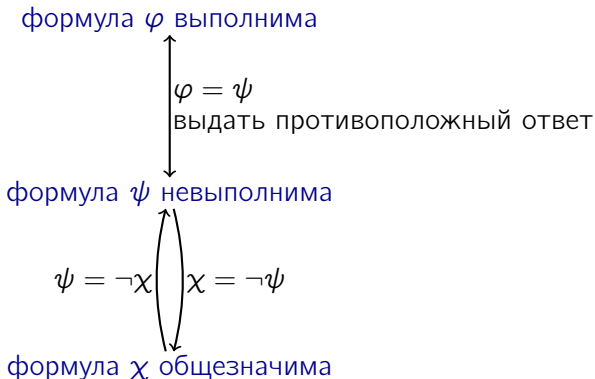 формула φ выполнима
φ = ψ
выдать противоположный ответ
формула ψ невыполнима
ψ = ¬χ
χ = ¬ψ
формула χ общезначима